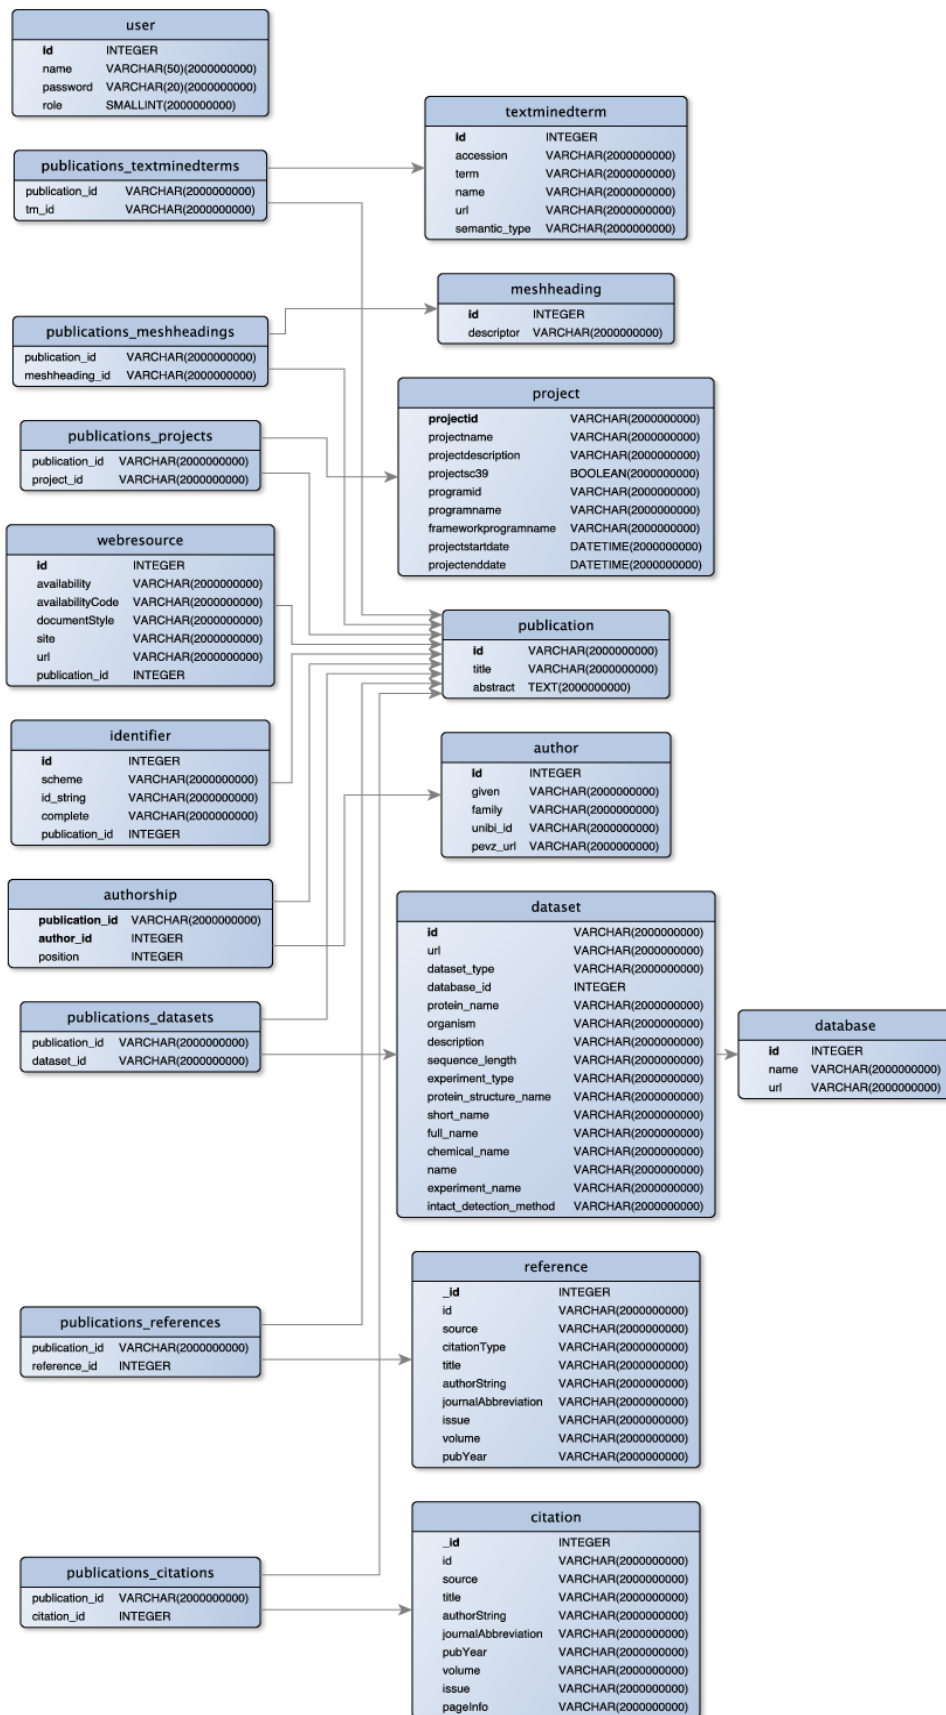 user
id INTEGER
name VARCHAR(50)(2000000000)
password VARCHAR(20)(2000000000)
role SMALLINT(2000000000)
textminedterm
id INTEGER
accession VARCHAR(2000000000)
term VARCHAR(2000000000)
name VARCHAR(2000000000)
url VARCHAR(2000000000)
semantic_type VARCHAR(2000000000)
publications_textminedterms
publication_id VARCHAR(2000000000)
tm_id VARCHAR(2000000000)
meshheading
id INTEGER
descriptor VARCHAR(2000000000)
publications_meshheadings
publication_id VARCHAR(2000000000)
meshheading_id VARCHAR(2000000000)
project
projectid VARCHAR(2000000000)
projectname VARCHAR(2000000000)
projectdescription VARCHAR(2000000000)
projectsc39 BOOLEAN(2000000000)
programid VARCHAR(2000000000)
programname VARCHAR(2000000000)
frameworkprogramname VARCHAR(2000000000)
projectstartdate DATETIME(2000000000)
projectenddate DATETIME(2000000000)
publications_projects
publication_id VARCHAR(2000000000)
project_id VARCHAR(2000000000)
webresource
id INTEGER
availability VARCHAR(2000000000)
availabilityCode VARCHAR(2000000000)
documentStyle VARCHAR(2000000000)
site VARCHAR(2000000000)
url VARCHAR(2000000000)
publication_id INTEGER
publication
id VARCHAR(2000000000)
title VARCHAR(2000000000)
abstract TEXT(2000000000)
identifier
id INTEGER
scheme VARCHAR(2000000000)
id_string VARCHAR(2000000000)
complete VARCHAR(2000000000)
publication_id INTEGER
author
id INTEGER
given VARCHAR(2000000000)
family VARCHAR(2000000000)
unibi_id VARCHAR(2000000000)
pevz_url VARCHAR(2000000000)
authorship
publication_id VARCHAR(2000000000)
author_id INTEGER
position INTEGER
dataset
id VARCHAR(2000000000)
url VARCHAR(2000000000)
dataset_type VARCHAR(2000000000)
database_id INTEGER
protein_name VARCHAR(2000000000)
organism VARCHAR(2000000000)
description VARCHAR(2000000000)
sequence_length VARCHAR(2000000000)
experiment_type VARCHAR(2000000000)
protein_structure_name VARCHAR(2000000000)
short_name VARCHAR(2000000000)
full_name VARCHAR(2000000000)
chemical_name VARCHAR(2000000000)
name VARCHAR(2000000000)
experiment_name VARCHAR(2000000000)
intact_detection_method VARCHAR(2000000000)
publications_datasets
publication_id VARCHAR(2000000000)
dataset_id VARCHAR(2000000000)
database
id INTEGER
name VARCHAR(2000000000)
url VARCHAR(2000000000)
reference
_id INTEGER
id VARCHAR(2000000000)
source VARCHAR(2000000000)
citationType VARCHAR(2000000000)
title VARCHAR(2000000000)
authorString VARCHAR(2000000000)
journalAbbreviation VARCHAR(2000000000)
issue VARCHAR(2000000000)
volume VARCHAR(2000000000)
pubYear VARCHAR(2000000000)
publications_references
publication_id VARCHAR(2000000000)
reference_id INTEGER
citation
_id INTEGER
id VARCHAR(2000000000)
source VARCHAR(2000000000)
title VARCHAR(2000000000)
authorString VARCHAR(2000000000)
journalAbbreviation VARCHAR(2000000000)
pubYear VARCHAR(2000000000)
volume VARCHAR(2000000000)
issue VARCHAR(2000000000)
pageInfo VARCHAR(2000000000)
publications_citations
publication_id VARCHAR(2000000000)
citation_id INTEGER